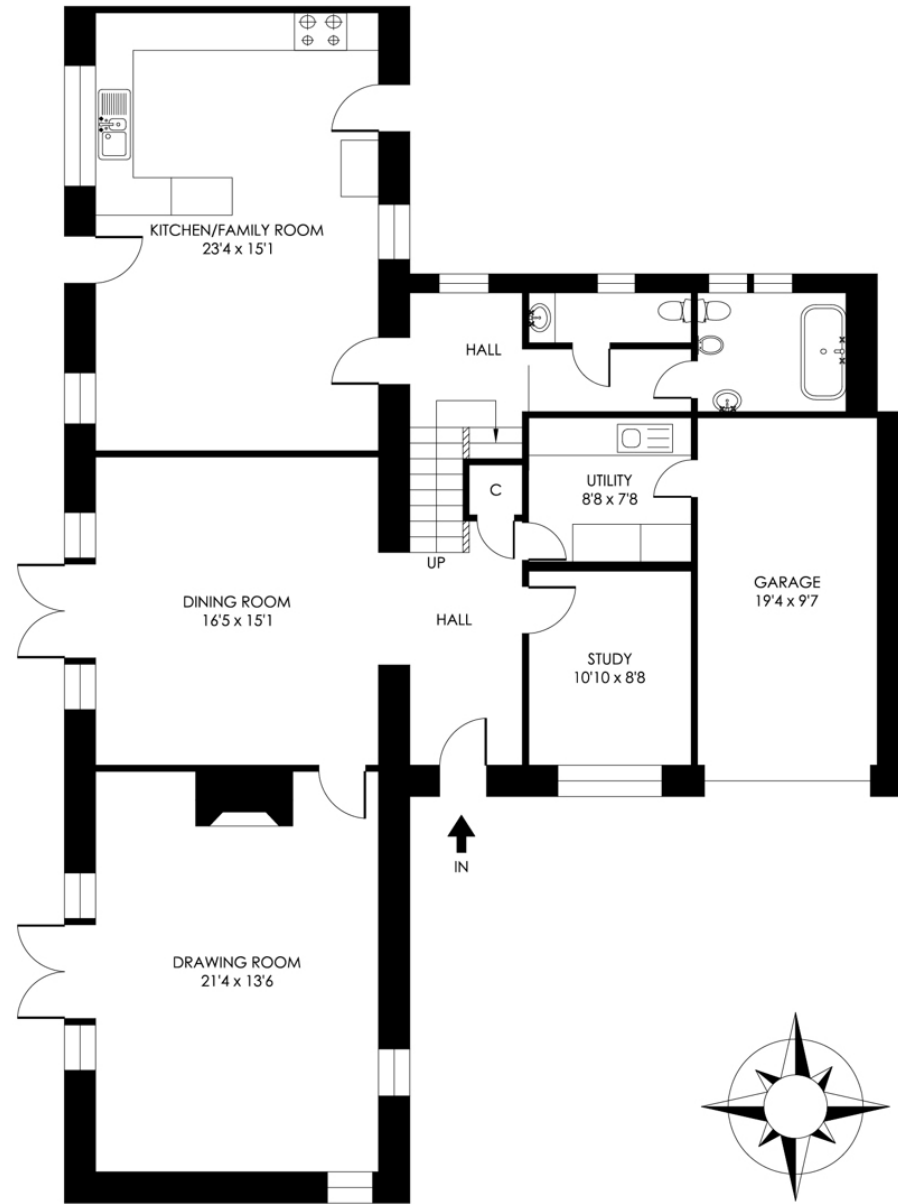 KITCHEN/FAMILY ROOM
23'4 x 15'1
HALL
C
UTILITY
8'8 x 7'8
UP
GARAGE
19'4 x 9'7
DINING ROOM
16'5 x 15'1
HALL
STUDY
10'10 x 8'8
IN
DRAWING ROOM
21'4 x 13'6